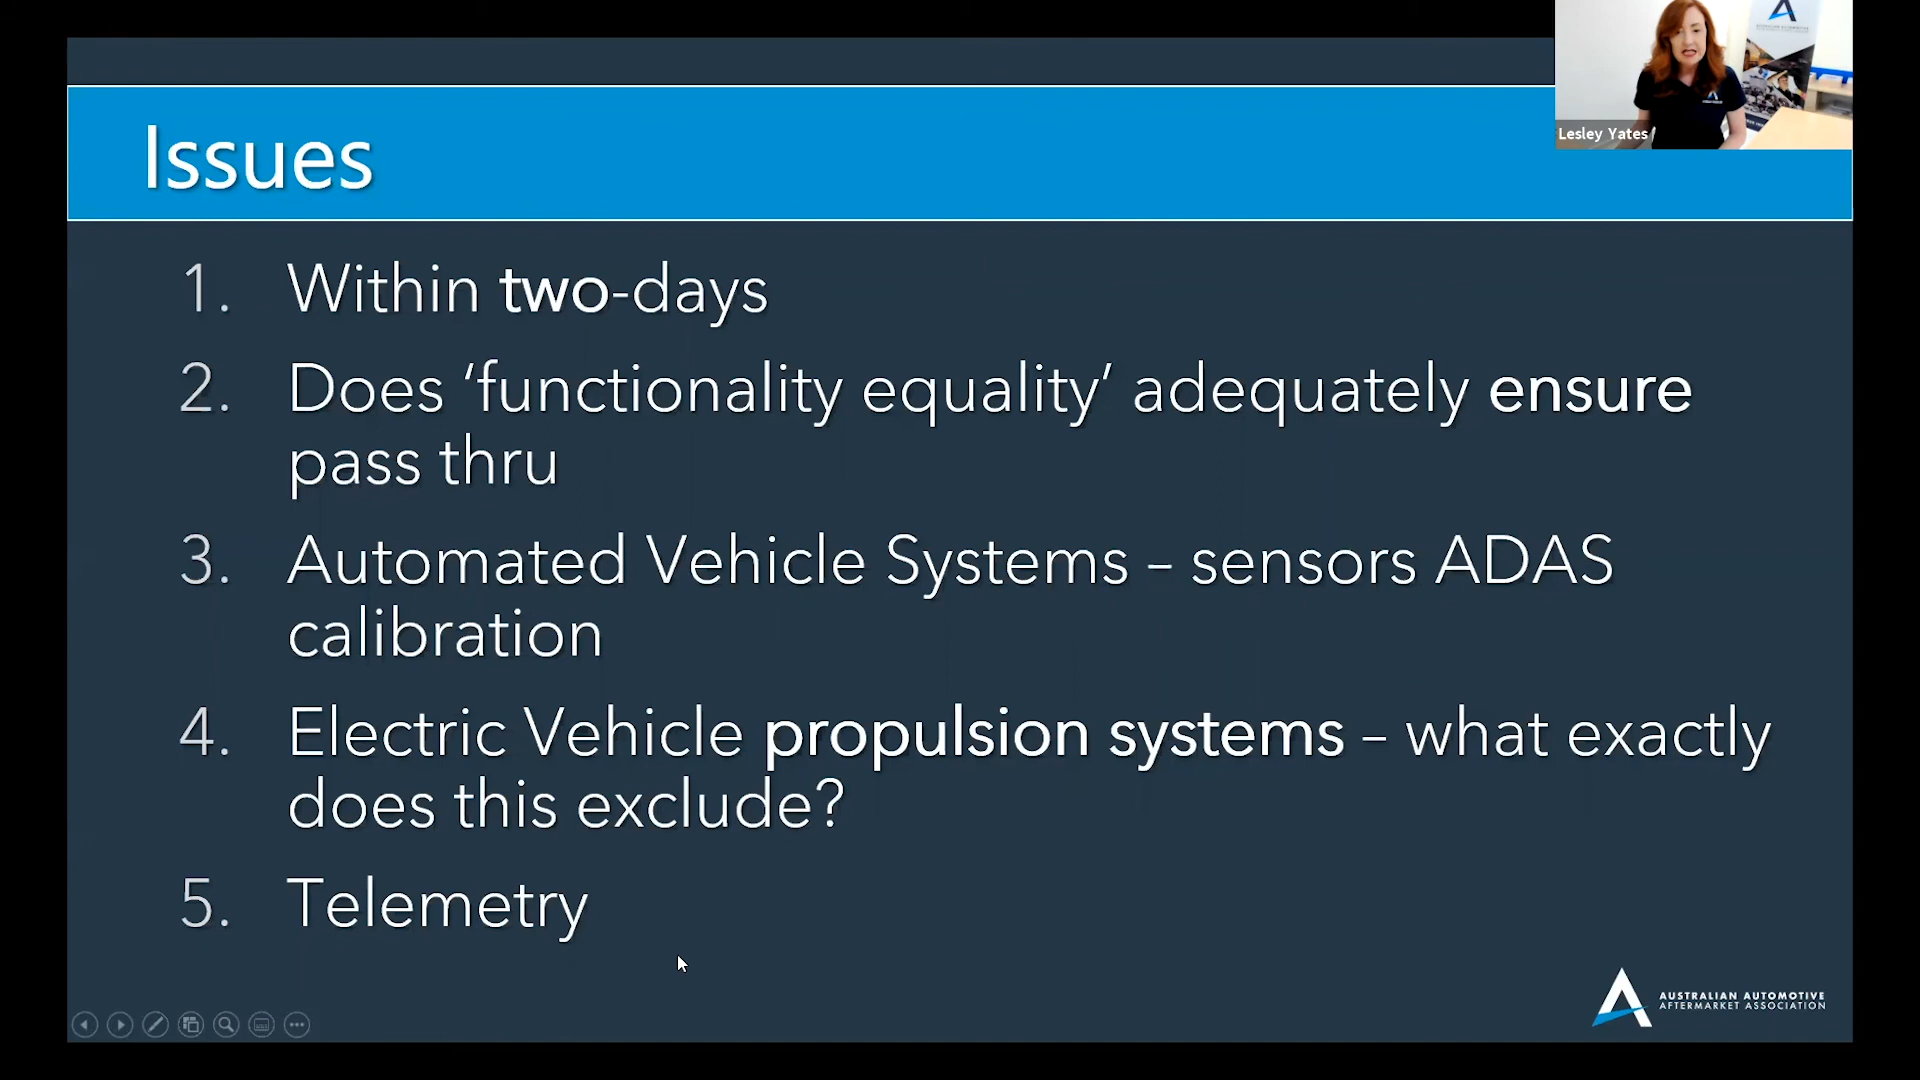 Lesley Yates
Issues
1. Within two-days
2. Does ‘functionality equality’ adequately ensure
pass thru
3. Automated Vehicle Systems – sensors ADAS
calibration
4. Electric Vehicle propulsion systems – what exactly
does this exclude?
5. Telemetry
AUSTRALIAN AUTOMOTIVE
AFTERMARKET ASSOCIATION